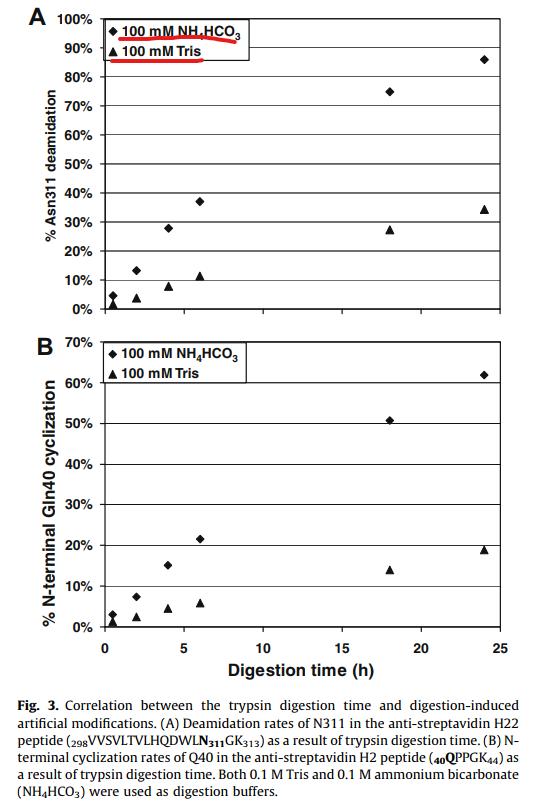 A
100 mM NH4HCO3
100 mM Tris
100%
90%
80%
70%
60%
50%
40%
30%
20%
10%
0%
% Asn311 deamidation
B
100 mM NH4HCO3
100 mM Tris
70%
60%
50%
40%
30%
20%
10%
0%
% N-terminal Gln40 cyclization
0 5 10 15 20 25
Digestion time (h)
Fig. 3. Correlation between the trypsin digestion time and digestion-induced
artificial modifications. (A) Deamidation rates of N311 in the anti-streptavidin H22
peptide (298VVSVLTVLHQDWLN311GK313) as a result of trypsin digestion time. (B) N-
terminal cyclization rates of Q40 in the anti-streptavidin H2 peptide (40QPPGK44) as
a result of trypsin digestion time. Both 0.1 M Tris and 0.1 M ammonium bicarbonate
(NH4HCO3) were used as digestion buffers.